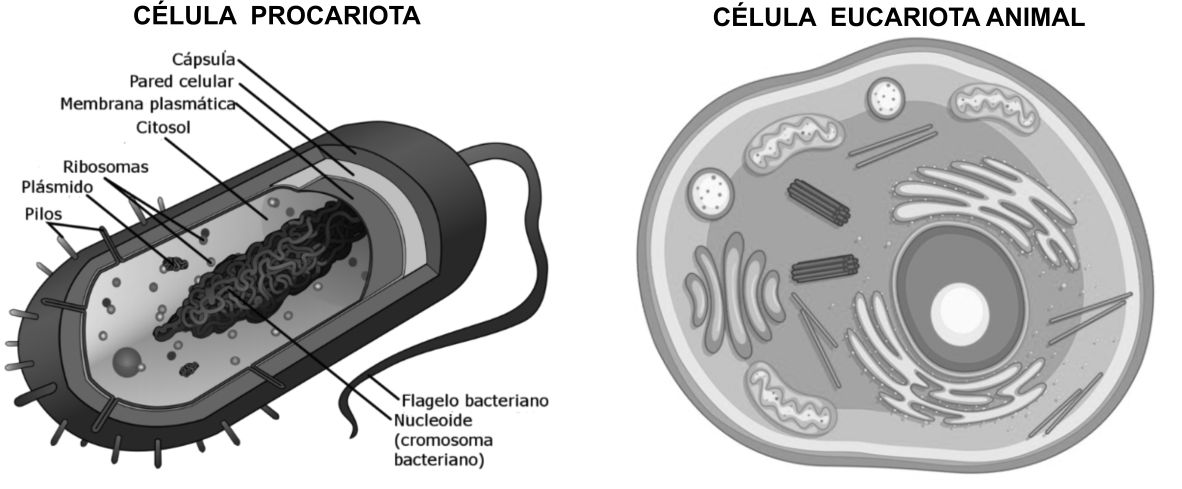 CÉLULA PROCARIOTA
CÉLULA EUCARIOTA ANIMAL
Cápsula
Pared celular
Membrana plasmática
Citosol
Ribosomas
Plásmido
Pilos
Flagelo bacteriano
Nucleoide
(cromosoma
bacteriano)